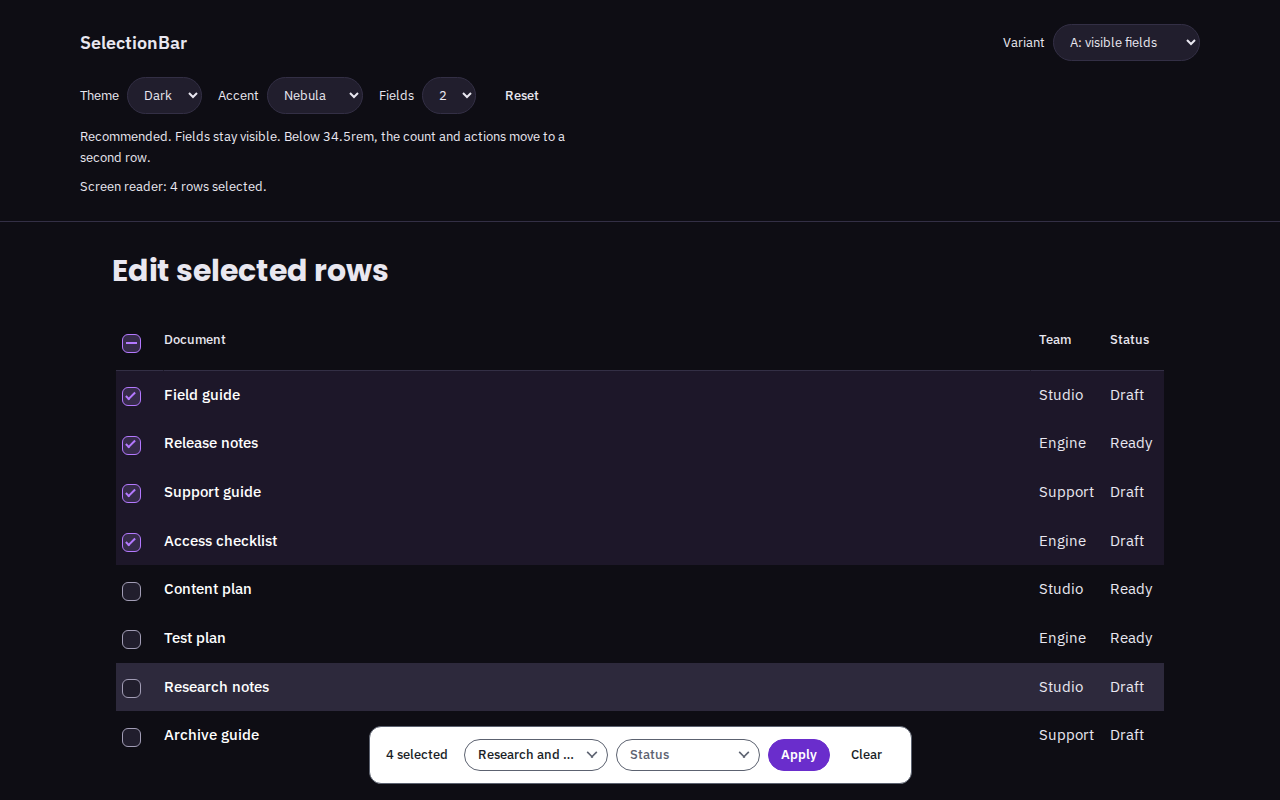 SelectionBar
Variant A: visible fields
Theme Dark Accent Nebula Fields 2 Reset
Recommended. Fields stay visible. Below 34.5rem, the count and actions move to a
second row.
Screen reader: 4 rows selected.
Edit selected rows
Document Team Status
Field guide Studio Draft
Release notes Engine Ready
Support guide Support Draft
Access checklist Engine Draft
Content plan Studio Ready
Test plan Engine Ready
Research notes Studio Draft
Archive guide Support Draft
4 selected Research and ... Status Apply Clear